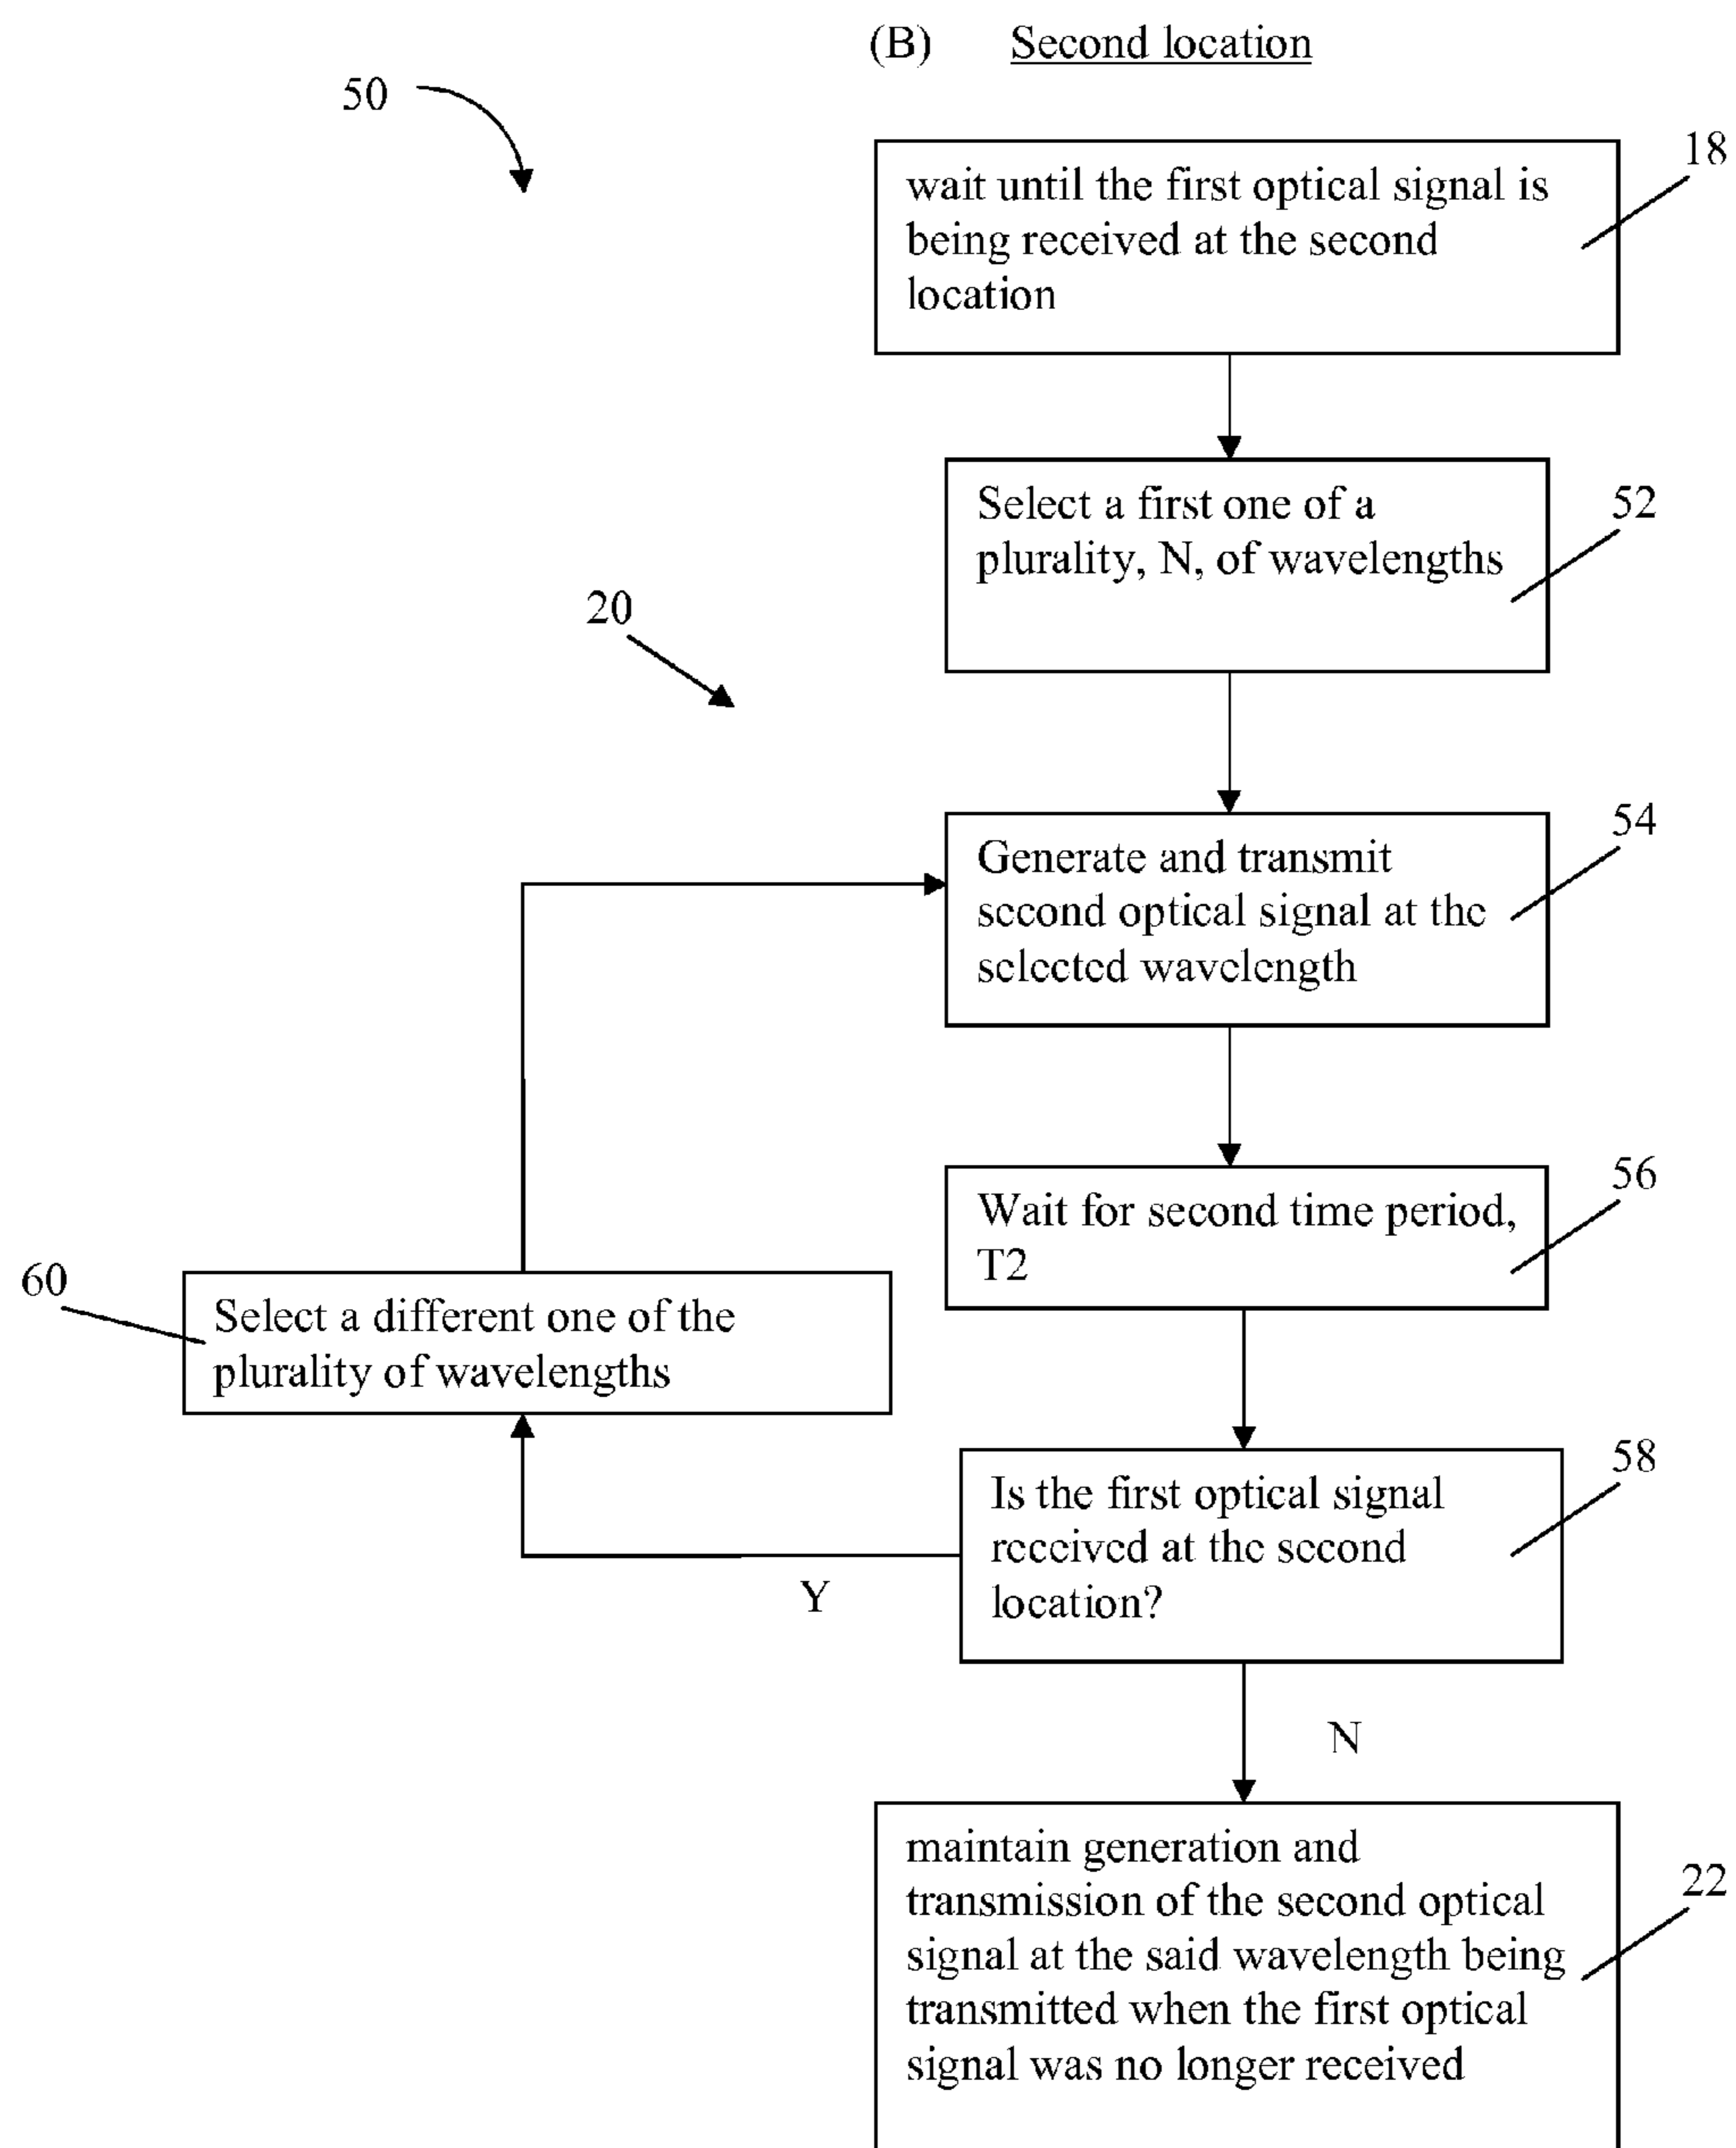 (B) Second location
50
18
wait until the first optical signal is
being received at the second
location
52
Select a first one of a
plurality, N, of wavelengths
20
54
Generate and transmit
second optical signal at the
selected wavelength
56
Wait for second time period,
T2
60
Select a different one of the
plurality of wavelengths
58
Is the first optical signal
received at the second
location?
Y
N
22
maintain generation and
transmission of the second optical
signal at the said wavelength being
transmitted when the first optical
signal was no longer received